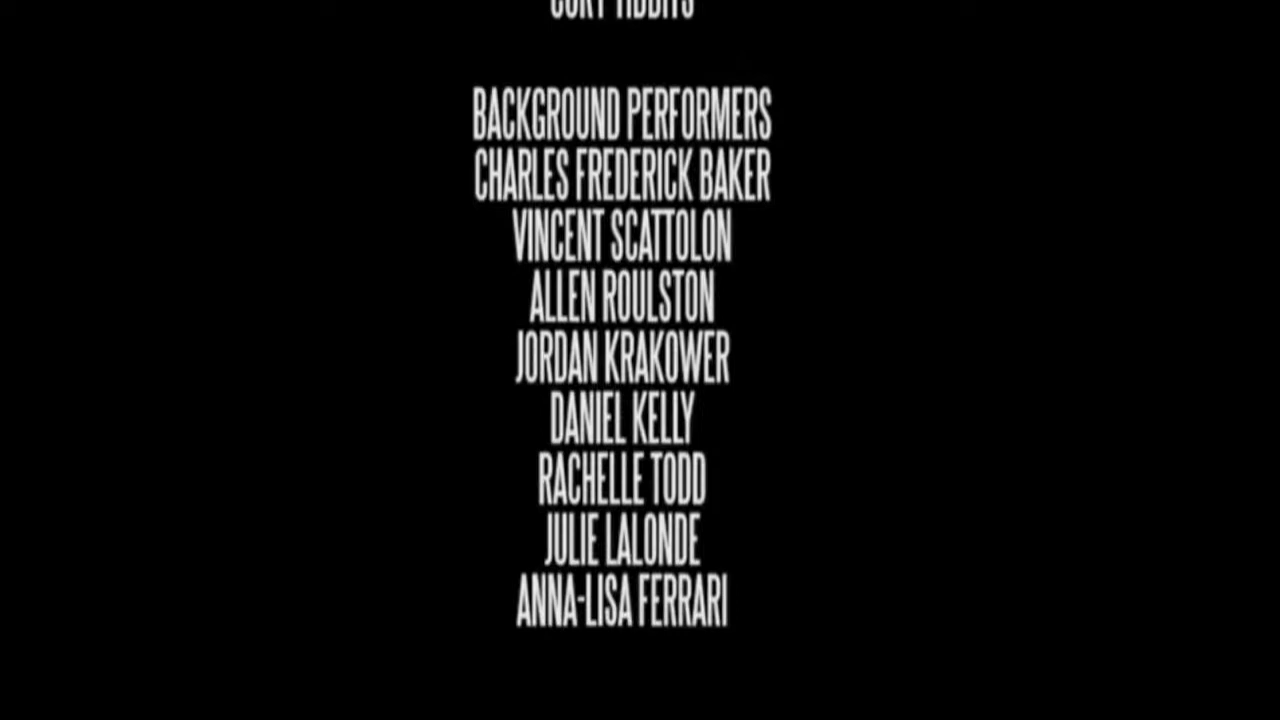 BACKGROUND PERFORMERS
CHARLES FREDERICK BAKER
VINCENT SCATTOLON
ALLEN ROULSTON
JORDAN KRAKOWER
DANIEL KELLY
RACHELLE TODD
JULIE LALONDE
ANNA-LISA FERRARI